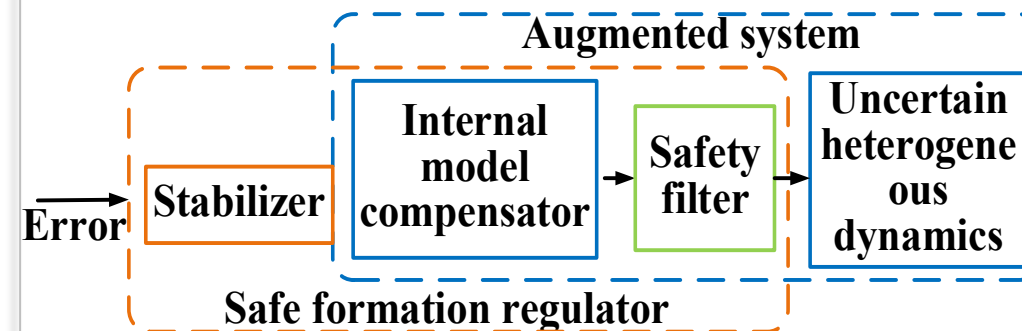 Augmented system
Error
Stabilizer
Internal
model
compensator
Safety
filter
Uncertain
heterogene
ous
dynamics
Safe formation regulator